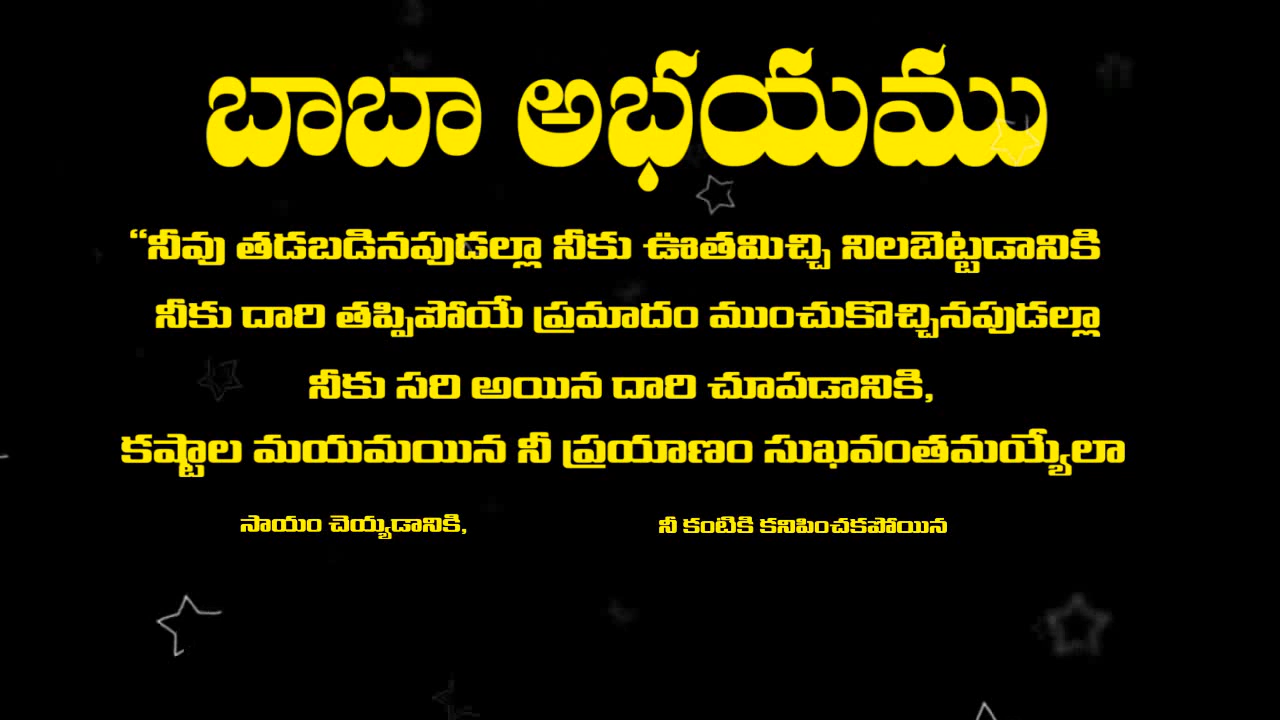 బాబా అభయము
“నీవు తడబడినపుడల్లా నీకు ఊతమిచ్చి నిలబెట్టడానికి
నీకు దారి తప్పిపోయే ప్రమాదం ముంచుకొచ్చినపుడల్లా
నీకు సరి అయిన దారి చూపడానికి,
కష్టాల మయమయిన నీ ప్రయాణం సుఖవంతమయ్యేలా
సాయం చెయ్యడానికి, నీ కంటికి కనిపించకపోయిన